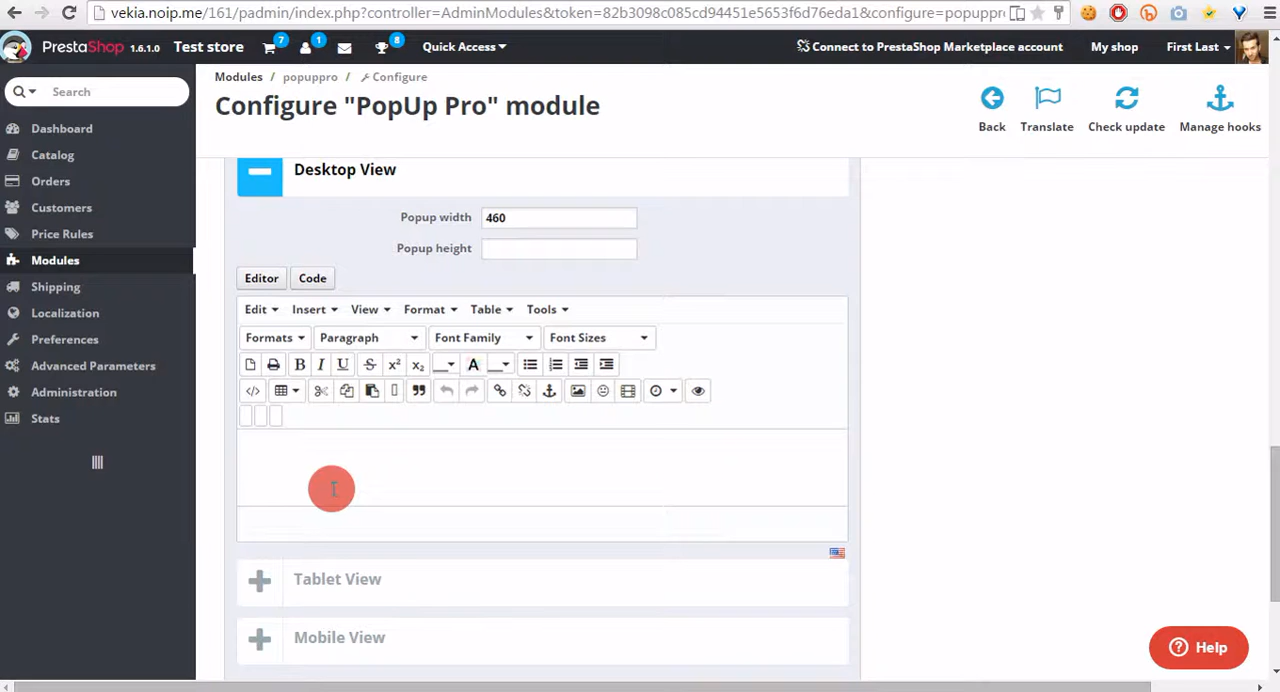 vekia.noip.me/161/padmin/index.php?controller=AdminModules&token=82b3098c085cd94451e5653f6d76eda1&configure=popuppr
PrestaShop 1.6.1.0 Test store 7 1 8 Quick Access Connect to PrestaShop Marketplace account My shop First Last
Search
Dashboard
Catalog
Orders
Customers
Price Rules
Modules
Shipping
Localization
Preferences
Advanced Parameters
Administration
Stats
Modules / popuppro / Configure
Configure "PopUp Pro" module
Back Translate Check update Manage hooks
Desktop View
Popup width 460
Popup height
Editor Code
Edit Insert View Format Table Tools
Formats Paragraph Font Family Font Sizes
B I U S x² x₂ A
Tablet View
Mobile View
Help